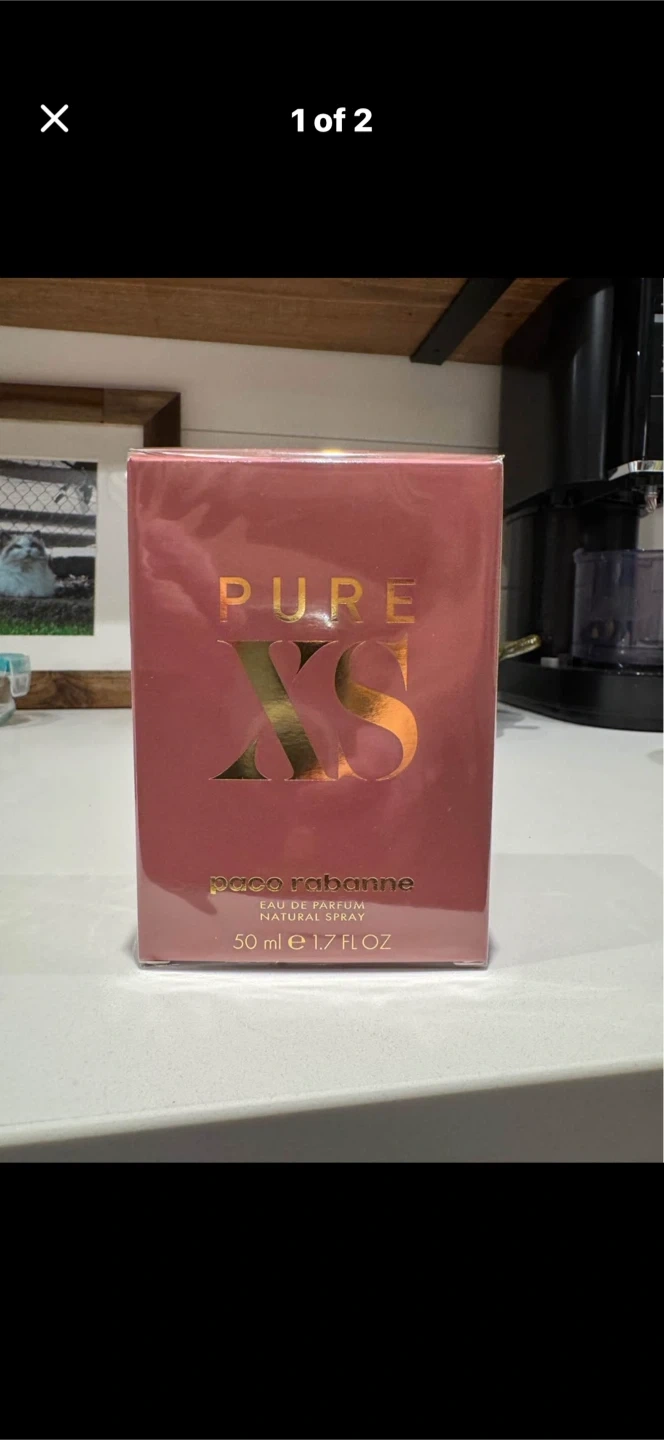 1 of 2
PURE
XS
paco rabanne
EAU DE PARFUM
NATURAL SPRAY
50 ml e 1.7 FL OZ